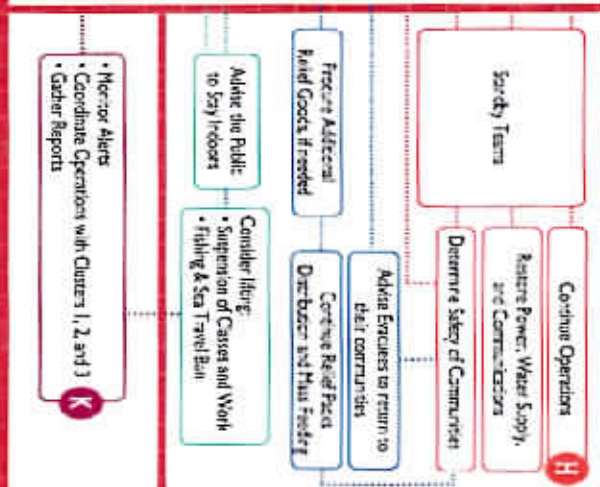 Standby Teams
Continue Operations
H
Restore Power, Water Supply,
and Communications
Determine Safety of Communities
Advise Evacuees to return to
their communities
Procure Additional
Relief Goods, if needed
Continue Relief Packs
Distribution and Mass Feeding
Advise the Public
to Stay Indoors
Consider lifting:
• Suspension of Classes and Work
• Fishing & Sea Travel Ban
• Monitor Alerts
• Coordinate Operations with Clusters 1, 2, and 3
• Gather Reports
K